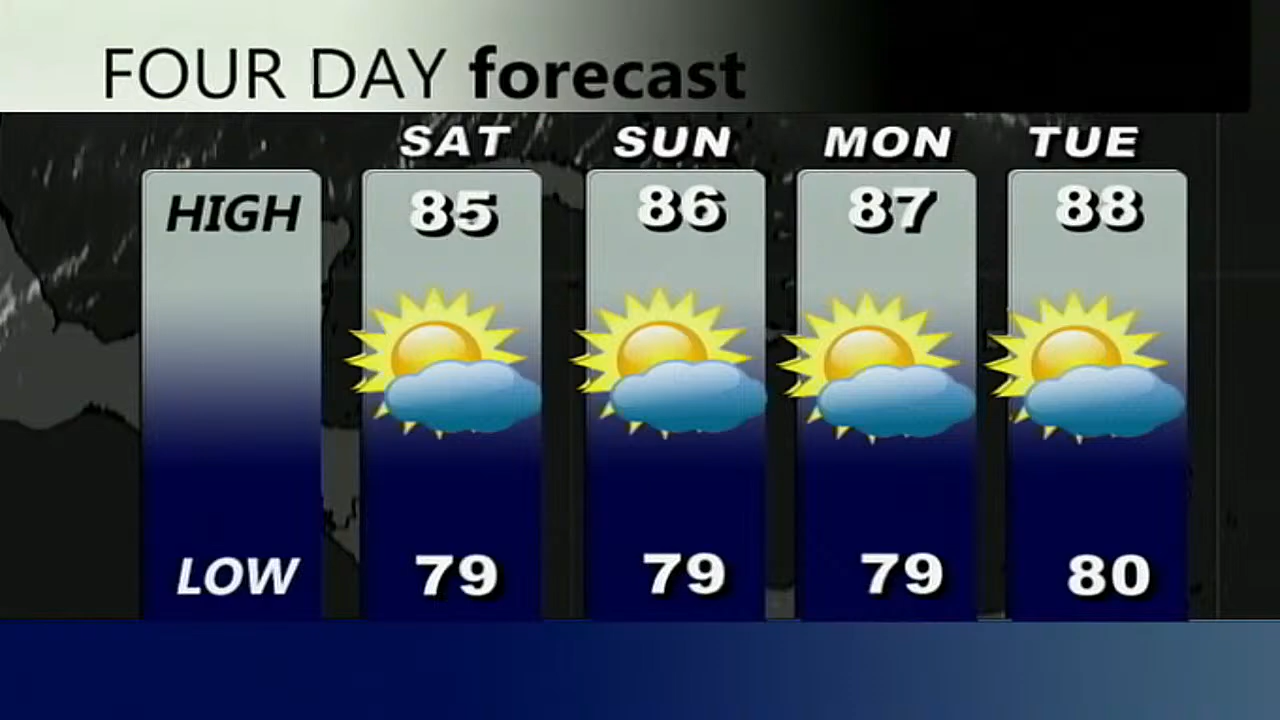 FOUR DAY forecast
SAT SUN MON TUE
HIGH 85 86 87 88
LOW 79 79 79 80